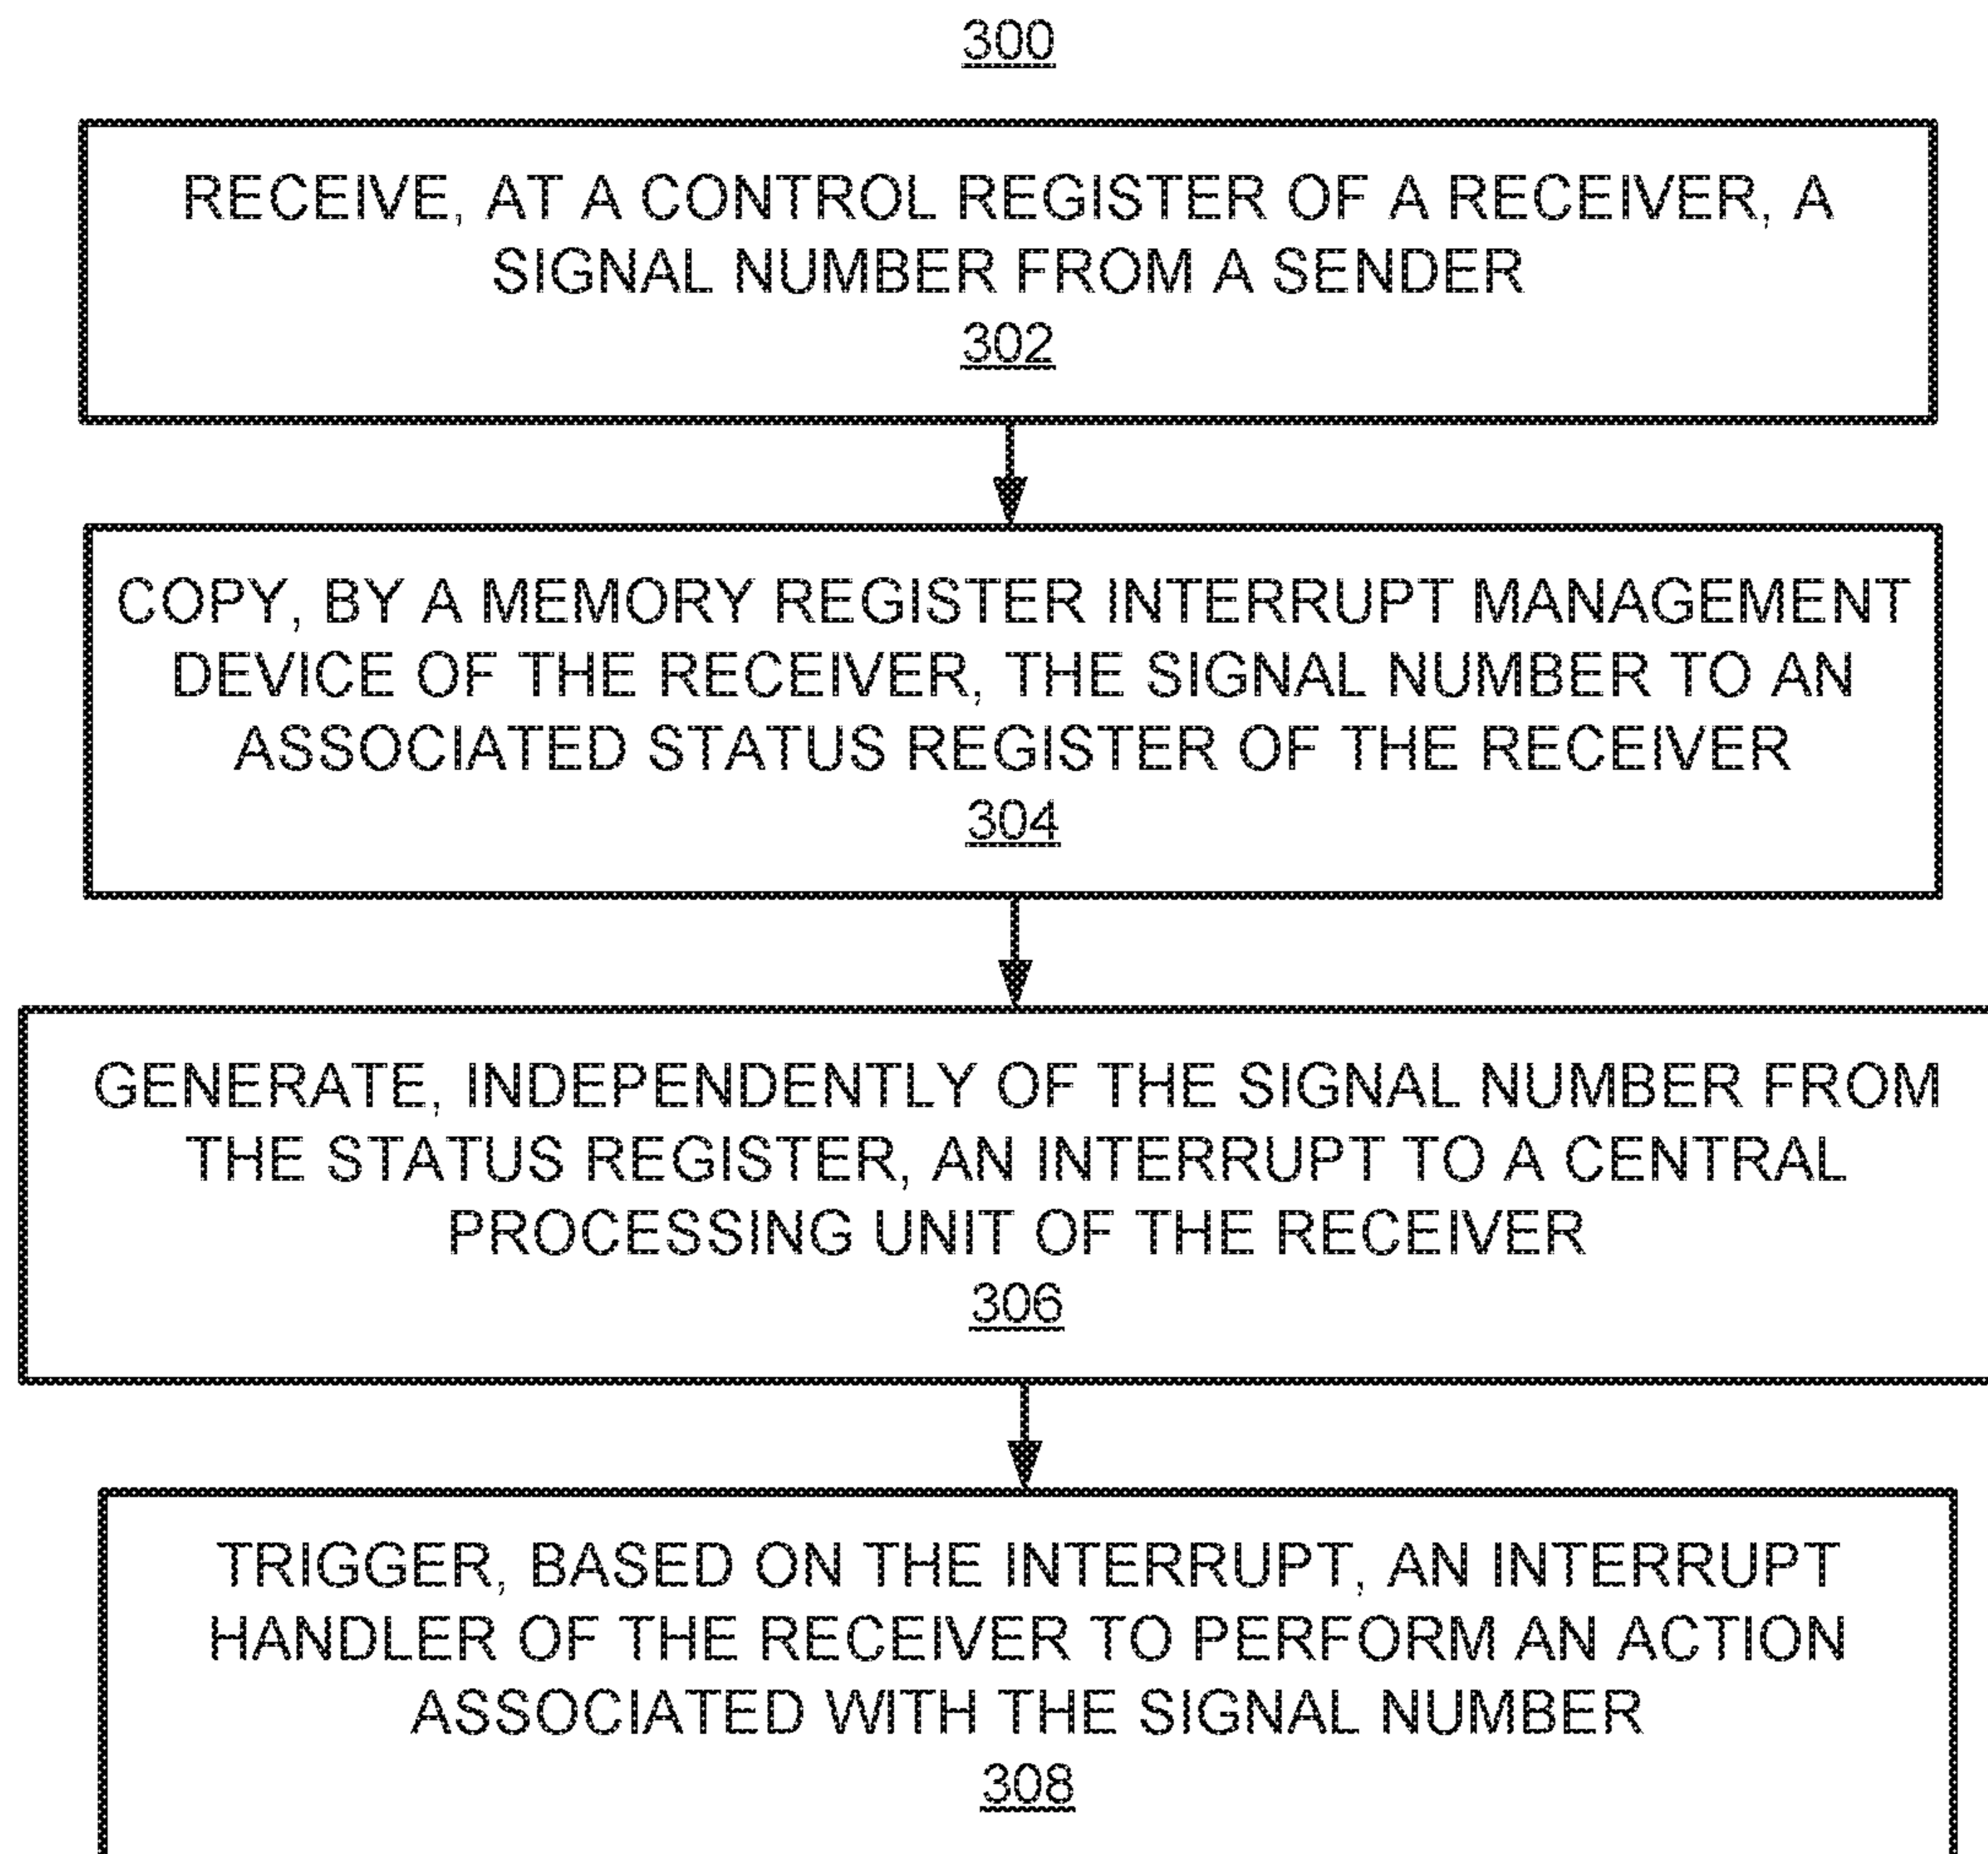 300
RECEIVE, AT A CONTROL REGISTER OF A RECEIVER, A
SIGNAL NUMBER FROM A SENDER
302
COPY, BY A MEMORY REGISTER INTERRUPT MANAGEMENT
DEVICE OF THE RECEIVER, THE SIGNAL NUMBER TO AN
ASSOCIATED STATUS REGISTER OF THE RECEIVER
304
GENERATE, INDEPENDENTLY OF THE SIGNAL NUMBER FROM
THE STATUS REGISTER, AN INTERRUPT TO A CENTRAL
PROCESSING UNIT OF THE RECEIVER
306
TRIGGER, BASED ON THE INTERRUPT, AN INTERRUPT
HANDLER OF THE RECEIVER TO PERFORM AN ACTION
ASSOCIATED WITH THE SIGNAL NUMBER
308